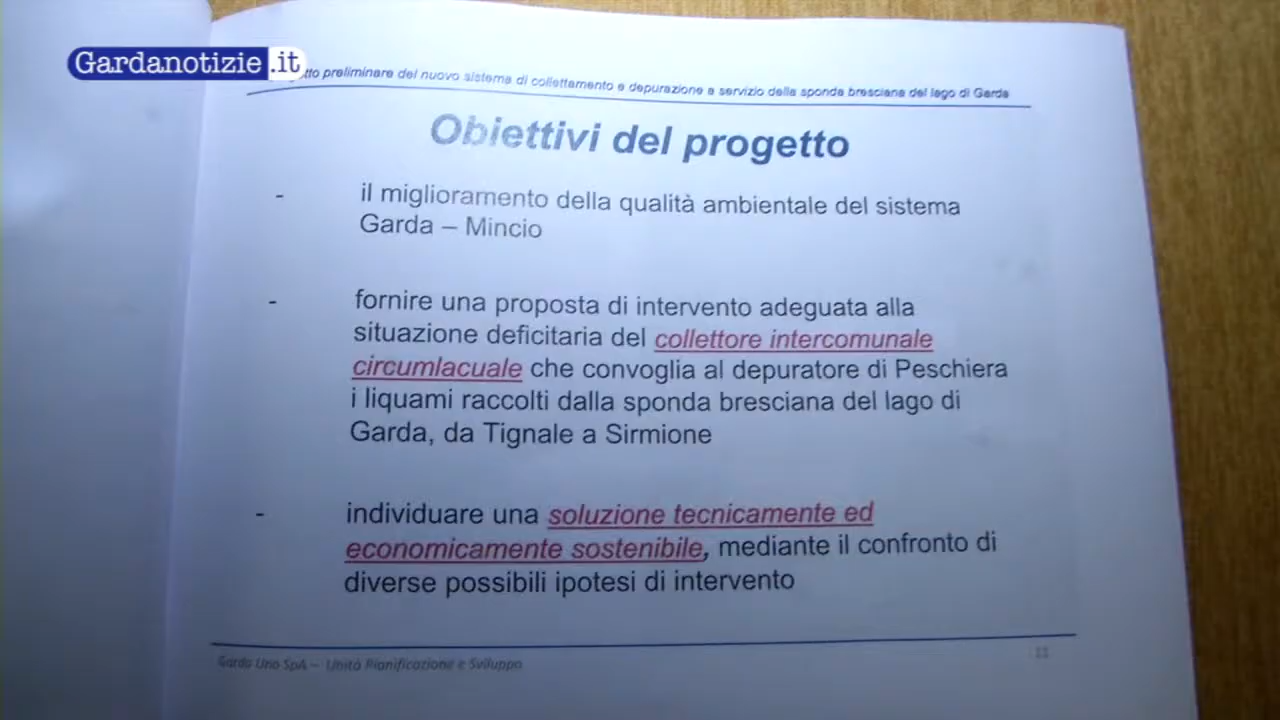 Gardanotizie.it
preliminare del nuovo sistema di collettamento e depurazione a servizio della sponda bresciana del lago di Garda
Obiettivi del progetto
- il miglioramento della qualità ambientale del sistema
Garda – Mincio
- fornire una proposta di intervento adeguata alla
situazione deficitaria del collettore intercomunale
circumlacuale che convoglia al depuratore di Peschiera
i liquami raccolti dalla sponda bresciana del lago di
Garda, da Tignale a Sirmione
- individuare una soluzione tecnicamente ed
economicamente sostenibile, mediante il confronto di
diverse possibili ipotesi di intervento
Garda Uno SpA – Unità Pianificazione e Sviluppo